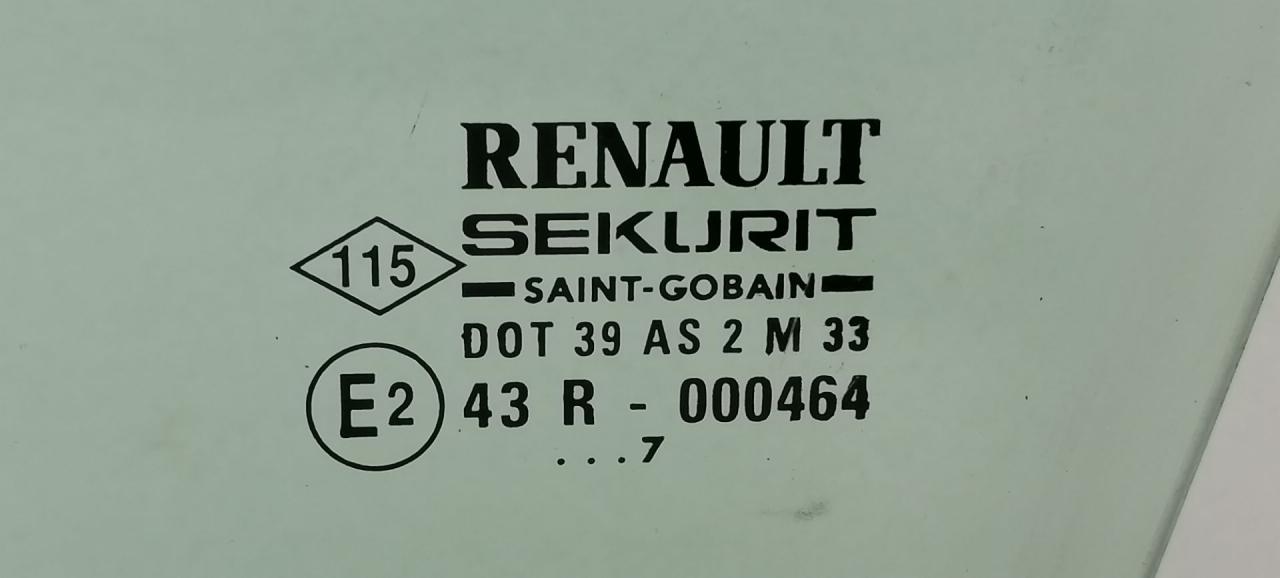 RENAULT
SEKURIT
115
SAINT-GOBAIN
DOT 39 AS 2 M 33
E2 43 R - 000464
...7